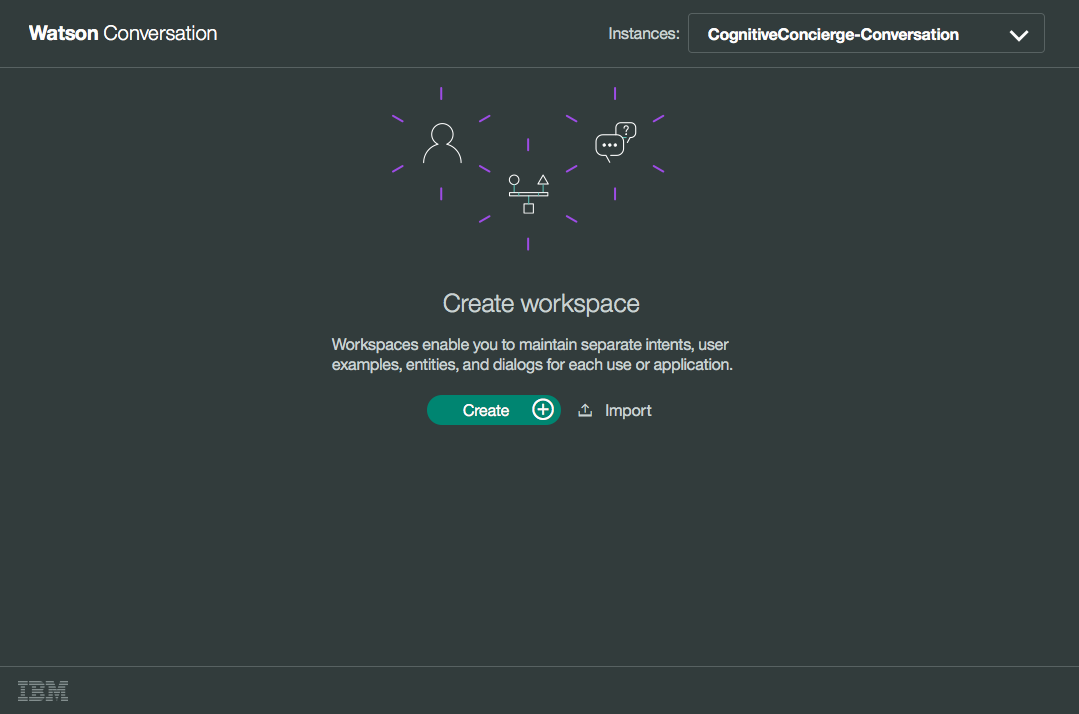 Watson Conversation
Instances: CognitiveConcierge-Conversation
?
Create workspace
Workspaces enable you to maintain separate intents, user
examples, entities, and dialogs for each use or application.
Create
Import
IBM